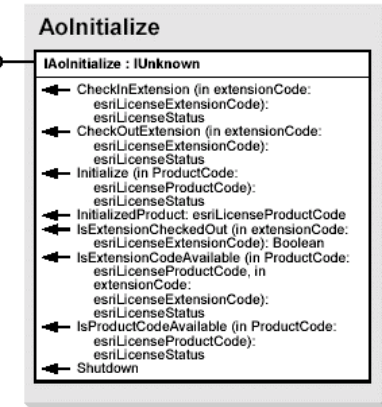 AoInitialize
IAoInitialize : IUnknown
CheckInExtension (in extensionCode:
esriLicenseExtensionCode):
esriLicenseStatus
CheckOutExtension (in extensionCode:
esriLicenseExtensionCode):
esriLicenseStatus
Initialize (in ProductCode:
esriLicenseProductCode):
esriLicenseStatus
InitializedProduct: esriLicenseProductCode
IsExtensionCheckedOut (in extensionCode:
esriLicenseExtensionCode): Boolean
IsExtensionCodeAvailable (in ProductCode:
esriLicenseProductCode, in
extensionCode:
esriLicenseExtensionCode):
esriLicenseStatus
IsProductCodeAvailable (in ProductCode:
esriLicenseProductCode):
esriLicenseStatus
Shutdown